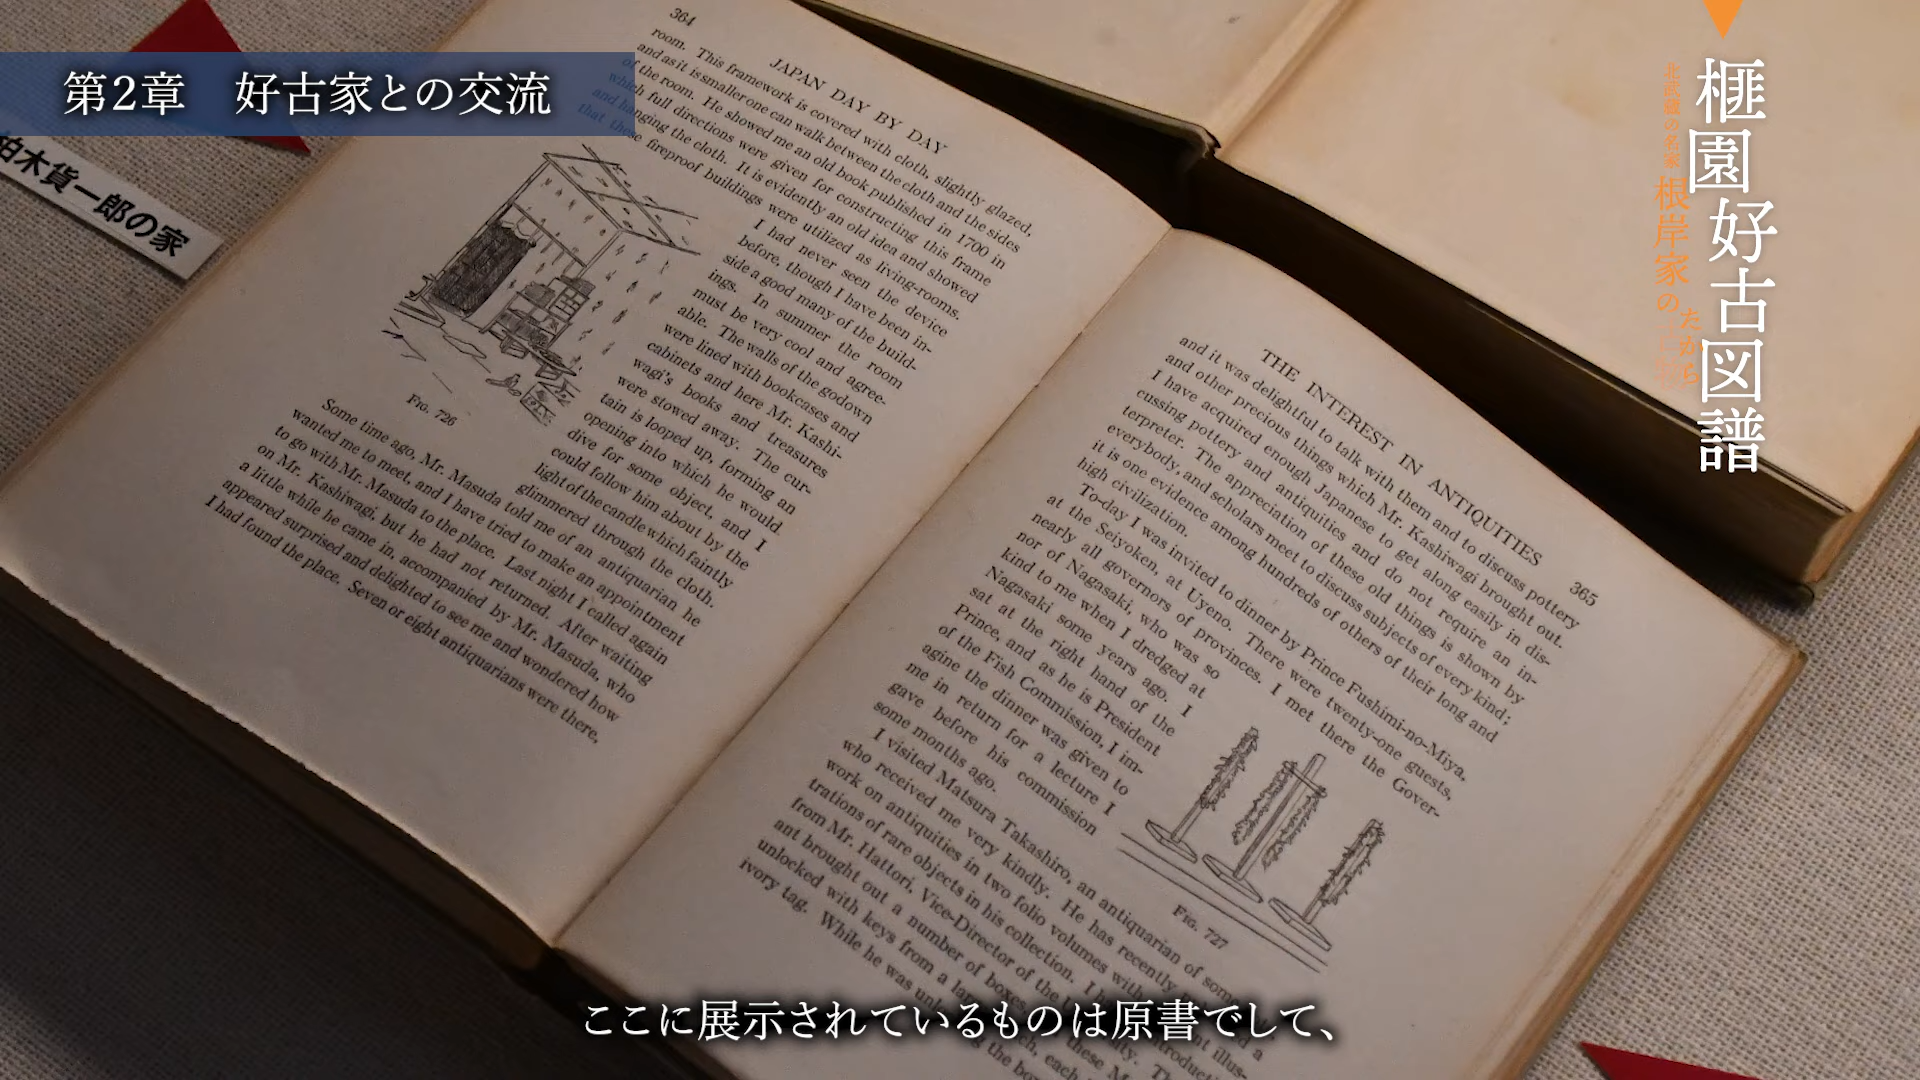 第2章　好古家との交流
柏木貨一郎の家
榧園好古図譜
北武蔵の名家
根岸家の
たから
364
JAPAN DAY BY DAY
room. This framework is covered with cloth, slightly glazed,
and as it is smaller one can walk between the cloth and the sides
of the room. He showed me an old book published in 1700 in
which full directions were given for constructing this frame
and hanging the cloth. It is evidently an old idea and showed
that these fireproof buildings were utilized as living-rooms.
I had never seen the device
before, though I have been in-
side a good many of the build-
ings. In summer the room
must be very cool and agree-
able. The walls of the godown
were lined with bookcases and
cabinets and here Mr. Kashi-
wagi's books and treasures
were stowed away. The cur-
tain is looped up, forming an
opening into which he would
dive for some object, and I
could follow him about by the
light of the candle which faintly
glimmered through the cloth.
FIG. 726
Some time ago, Mr. Masuda told me of an antiquarian he
wanted me to meet, and I have tried to make an appointment
to go with Mr. Masuda to the place. Last night I called again
on Mr. Kashiwagi, but he had not returned. After waiting
a little while he came in, accompanied by Mr. Masuda, who
appeared surprised and delighted to see me and wondered how
I had found the place. Seven or eight antiquarians were there,
THE INTEREST IN ANTIQUITIES
365
and it was delightful to talk with them and to discuss pottery
and other precious things which Mr. Kashiwagi brought out.
I have acquired enough Japanese to get along easily in dis-
cussing pottery and antiquities and do not require an in-
terpreter. The appreciation of these old things is shown by
everybody, and scholars meet to discuss subjects of every kind;
it is one evidence among hundreds of others of their long and
high civilization.
To-day I was invited to dinner by Prince Fushimi-no-Miya,
at the Seiyoken, at Uyeno. There were twenty-one guests,
nearly all governors of provinces. I met there the Gover-
nor of Nagasaki, who was so
kind to me when I dredged at
Nagasaki some years ago. I
sat at the right hand of the
Prince, and as he is President
of the Fish Commission, I im-
agine the dinner was given to
me in return for a lecture I
gave before his commission
some months ago.
FIG. 727
I visited Matsura Takashiro, an antiquarian of some
who received me very kindly. He has recently
work on antiquities in two folio volumes with illus-
trations of rare objects in his collection.
from Mr. Hattori, Vice-Director of the
ant brought out a number of boxes
unlocked with keys from a
ivory tag. While he was
ここに展示されているものは原書でして、